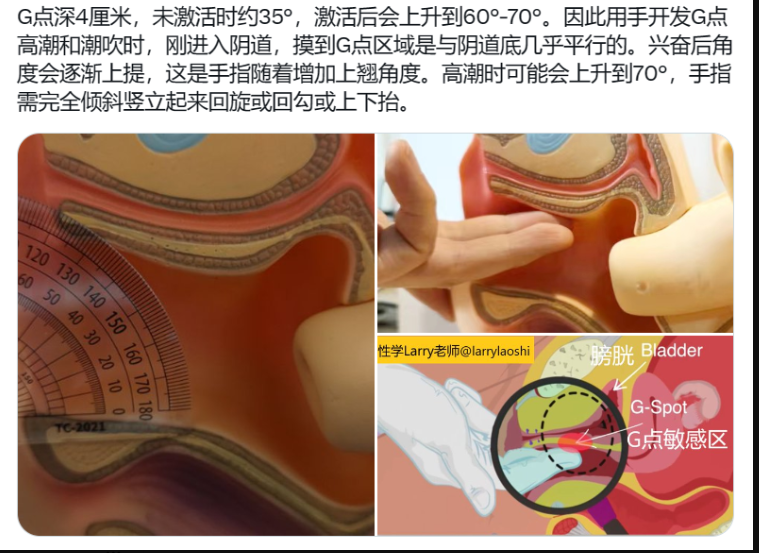 G点深4厘米，未激活时约35°，激活后会上升到60°-70°。因此用手开发G点
高潮和潮吹时，刚进入阴道，摸到G点区域是与阴道底几乎平行的。兴奋后角
度会逐渐上提，这是手指随着增加上翘角度。高潮时可能会上升到70°，手指
需完全倾斜竖立起来回旋或回勾或上下抬。
120 130 140 150 160 170 180
60 50 40 30 20 10 0
TC-2021
性学Larry老师@larrylaoshi
膀胱 Bladder
G-Spot
G点敏感区